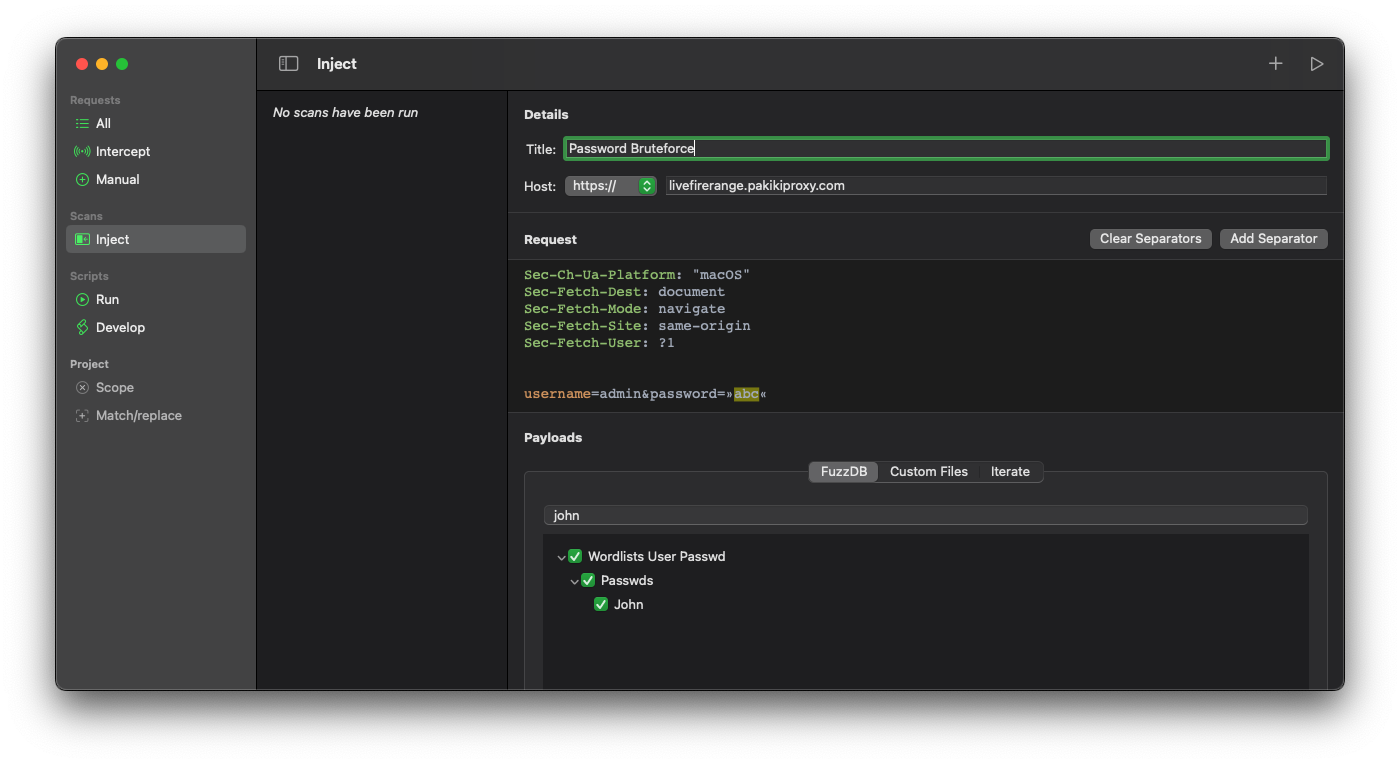 Inject
Requests
All
Intercept
Manual
Scans
Inject
Scripts
Run
Develop
Project
Scope
Match/replace
No scans have been run
Details
Title: Password Bruteforce
Host: https:// livefirerange.pakikiproxy.com
Request Clear Separators Add Separator
Sec-Ch-Ua-Platform: "macOS"
Sec-Fetch-Dest: document
Sec-Fetch-Mode: navigate
Sec-Fetch-Site: same-origin
Sec-Fetch-User: ?1
username=admin&password=»abc«
Payloads
FuzzDB Custom Files Iterate
john
Wordlists User Passwd
Passwds
John